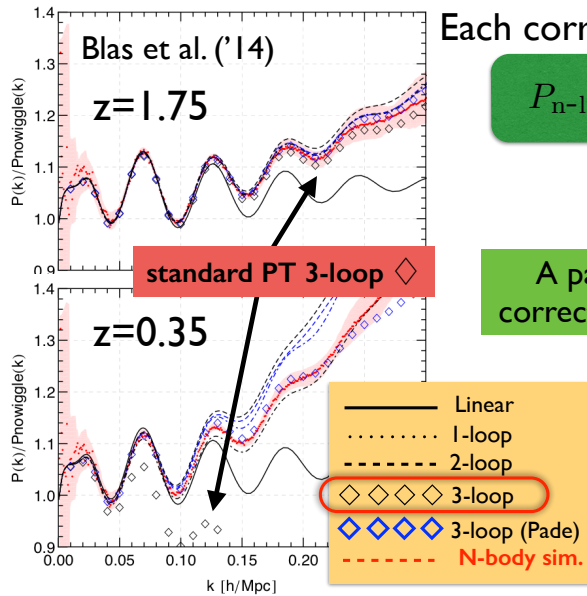 Each corr
Blas et al. ('14)
z=1.75
P(k)/Pnowiggle(k)
1.4
1.3
1.2
1.1
1.0
0.9
P_n-l
standard PT 3-loop ◇
A pa
correc
z=0.35
P(k)/Pnowiggle(k)
1.4
1.3
1.2
1.1
1.0
0.9
0.00 0.05 0.10 0.15 0.20
k [h/Mpc]
Linear
1-loop
2-loop
3-loop
3-loop (Pade)
N-body sim.